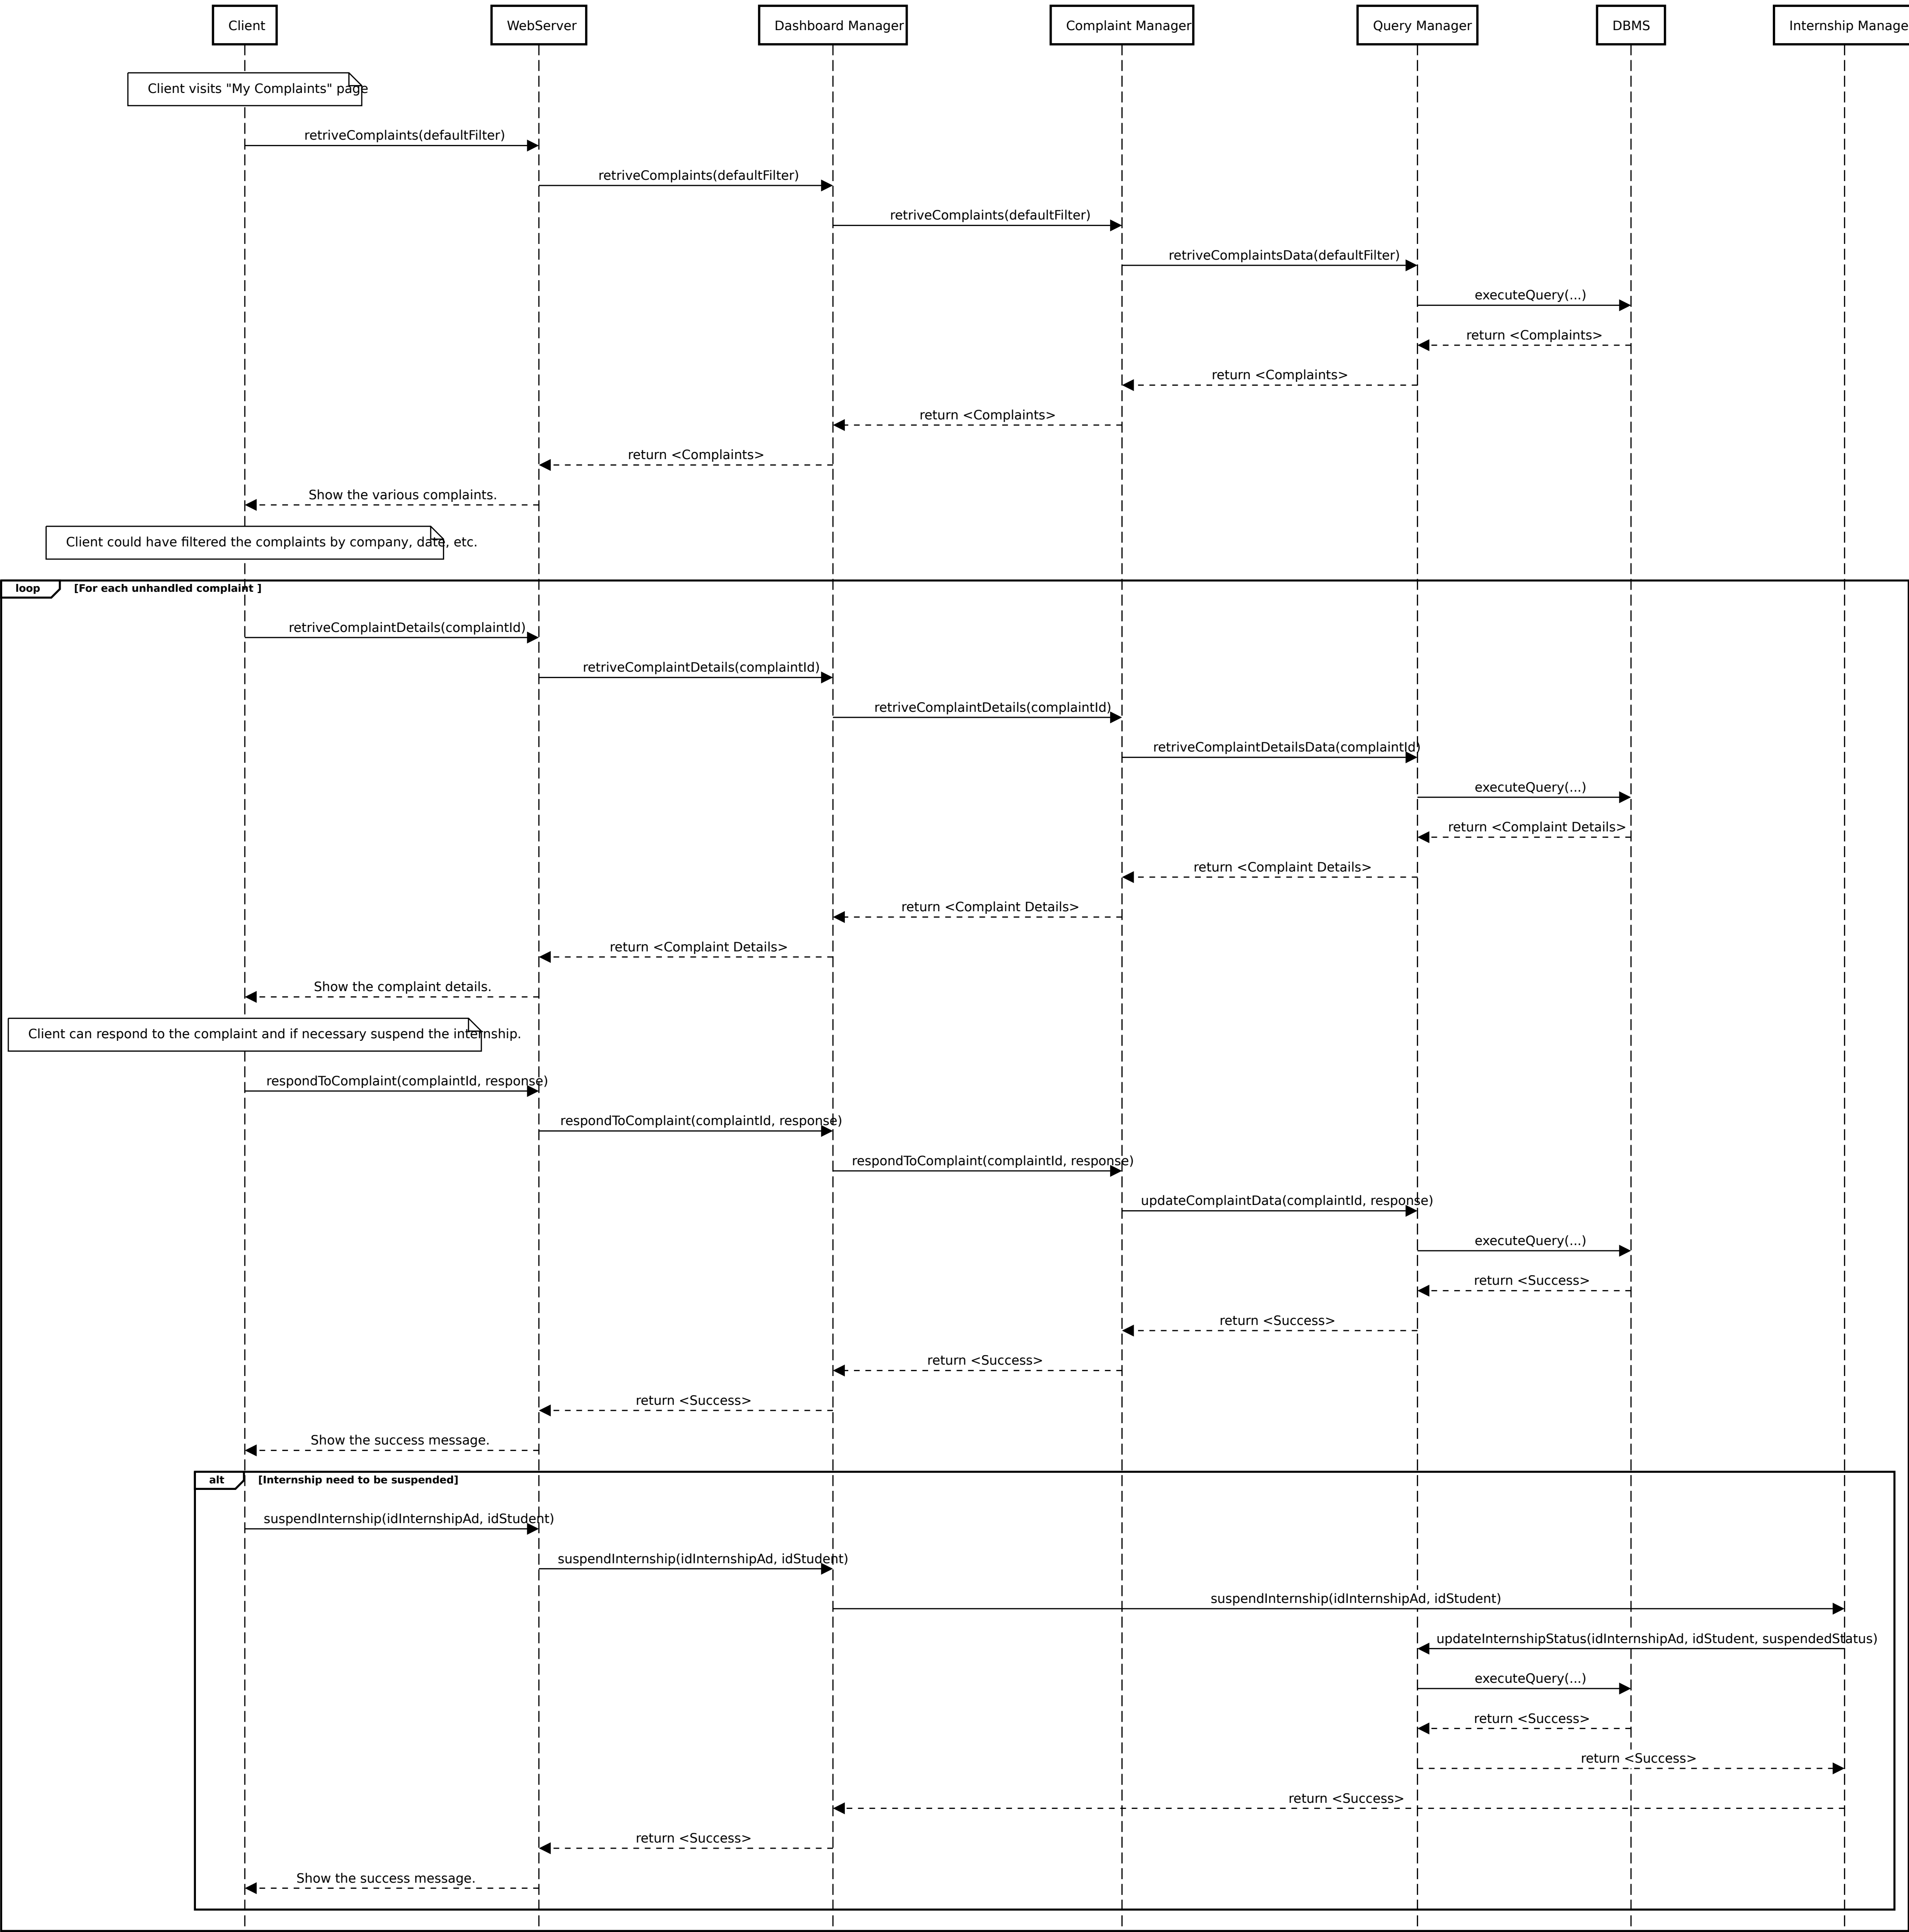 Client
WebServer
Dashboard Manager
Complaint Manager
Query Manager
DBMS
Internship Manage
Client visits "My Complaints" page
retriveComplaints(defaultFilter)
retriveComplaints(defaultFilter)
retriveComplaints(defaultFilter)
retriveComplaintsData(defaultFilter)
executeQuery(...)
return <Complaints>
return <Complaints>
return <Complaints>
return <Complaints>
Show the various complaints.
Client could have filtered the complaints by company, date, etc.
loop [For each unhandled complaint ]
retriveComplaintDetails(complaintId)
retriveComplaintDetails(complaintId)
retriveComplaintDetails(complaintId)
retriveComplaintDetailsData(complaintId)
executeQuery(...)
return <Complaint Details>
return <Complaint Details>
return <Complaint Details>
return <Complaint Details>
Show the complaint details.
Client can respond to the complaint and if necessary suspend the internship.
respondToComplaint(complaintId, response)
respondToComplaint(complaintId, response)
respondToComplaint(complaintId, response)
updateComplaintData(complaintId, response)
executeQuery(...)
return <Success>
return <Success>
return <Success>
return <Success>
Show the success message.
alt [Internship need to be suspended]
suspendInternship(idInternshipAd, idStudent)
suspendInternship(idInternshipAd, idStudent)
suspendInternship(idInternshipAd, idStudent)
updateInternshipStatus(idInternshipAd, idStudent, suspendedStatus)
executeQuery(...)
return <Success>
return <Success>
return <Success>
return <Success>
Show the success message.